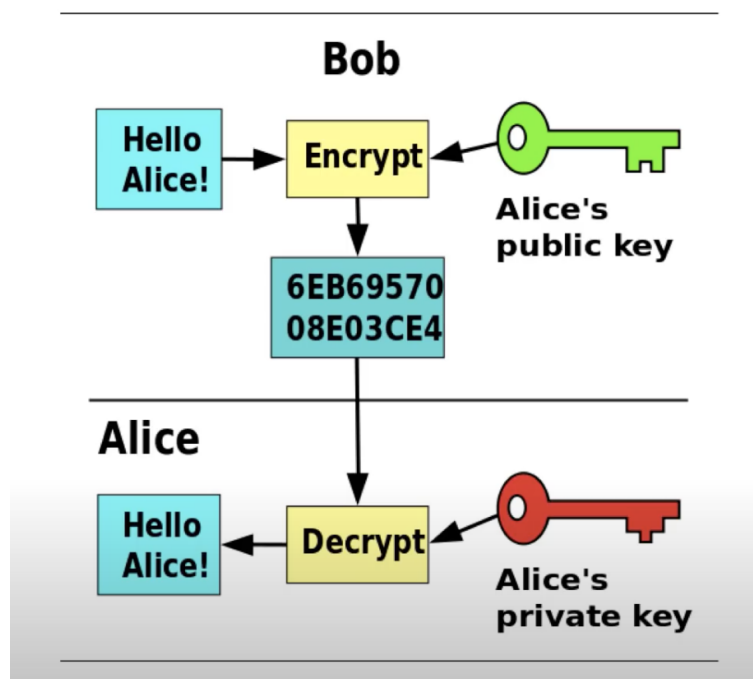 Bob
Hello
Alice!
Encrypt
Alice's
public key
6EB69570
08E03CE4
Alice
Hello
Alice!
Decrypt
Alice's
private key